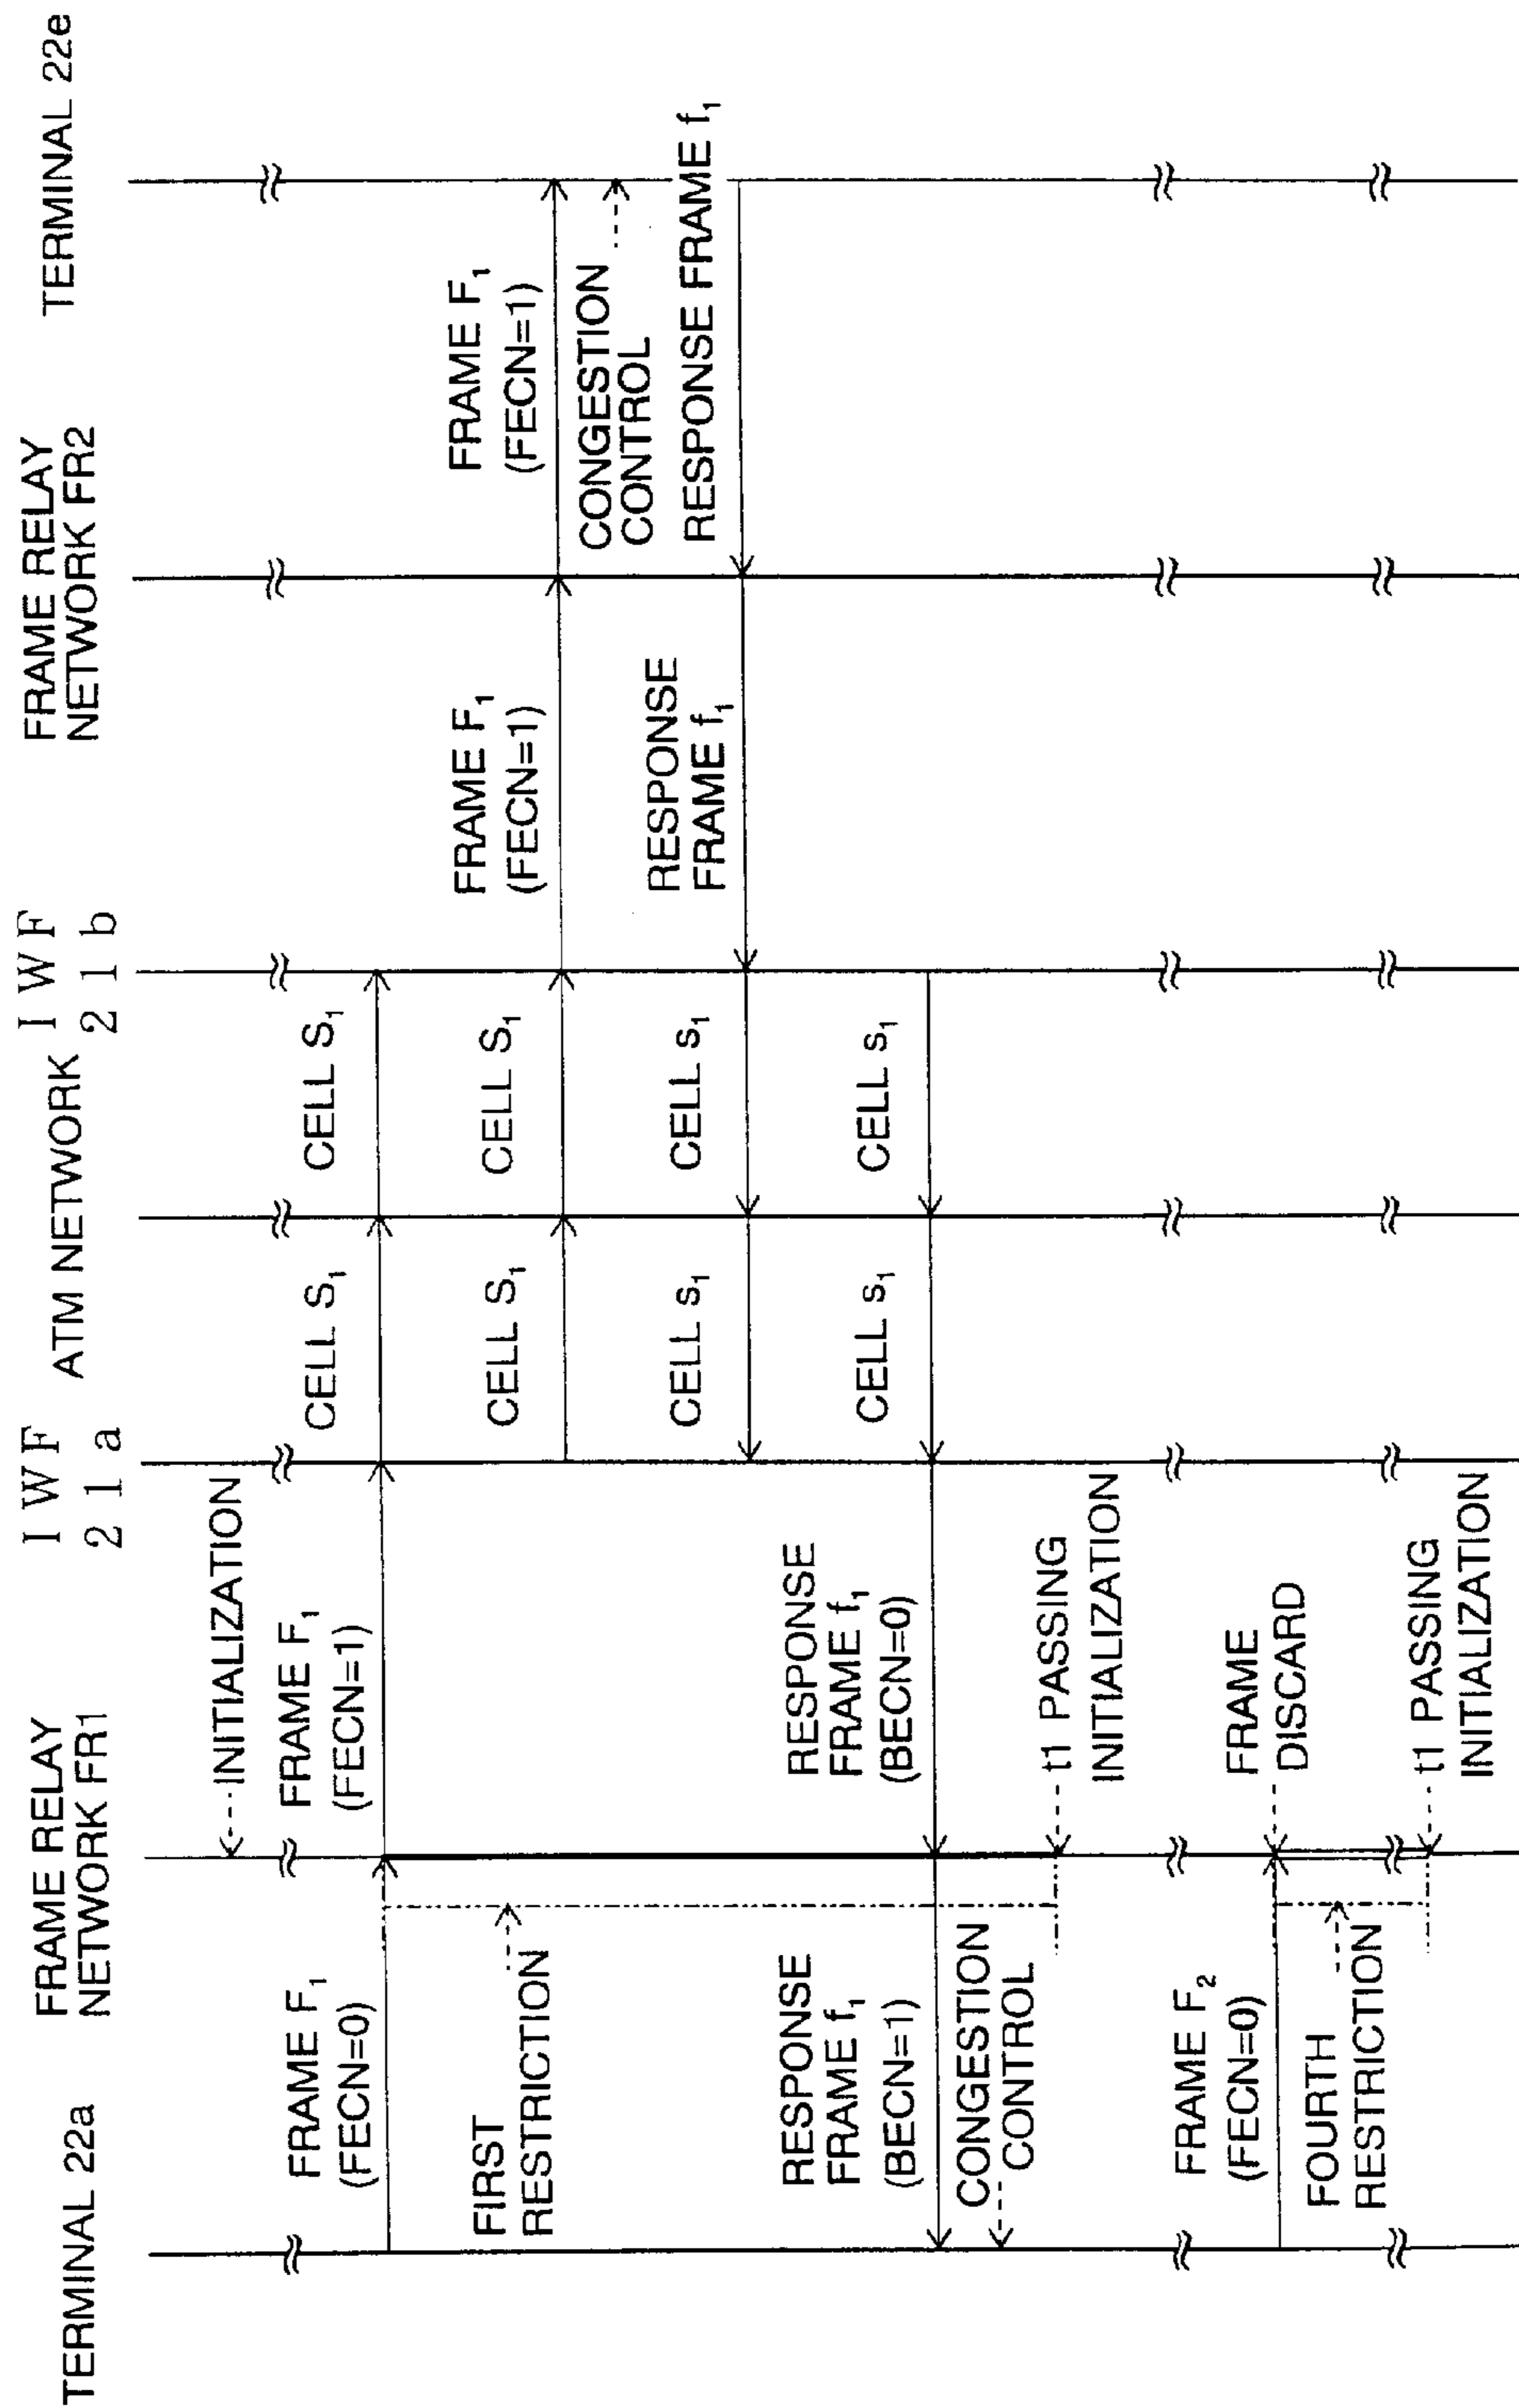 TERMINAL 22a
FRAME RELAY
NETWORK FR1
I W F
2 1 a
ATM NETWORK
I W F
2 1 b
FRAME RELAY
NETWORK FR2
TERMINAL 22e
INITIALIZATION
FRAME F₁
(FECN=0)
FRAME F₁
(FECN=1)
CELL S₁
CELL S₁
FIRST
RESTRICTION
CELL S₁
CELL S₁
FRAME F₁
(FECN=1)
FRAME F₁
(FECN=1)
CONGESTION
CONTROL
CELL s₁
CELL s₁
RESPONSE
FRAME f₁
RESPONSE FRAME f₁
RESPONSE
FRAME f₁
(BECN=1)
RESPONSE
FRAME f₁
(BECN=0)
CELL s₁
CELL s₁
CONGESTION
CONTROL
t1 PASSING
INITIALIZATION
FRAME F₂
(FECN=0)
FRAME
DISCARD
FOURTH
RESTRICTION
t1 PASSING
INITIALIZATION